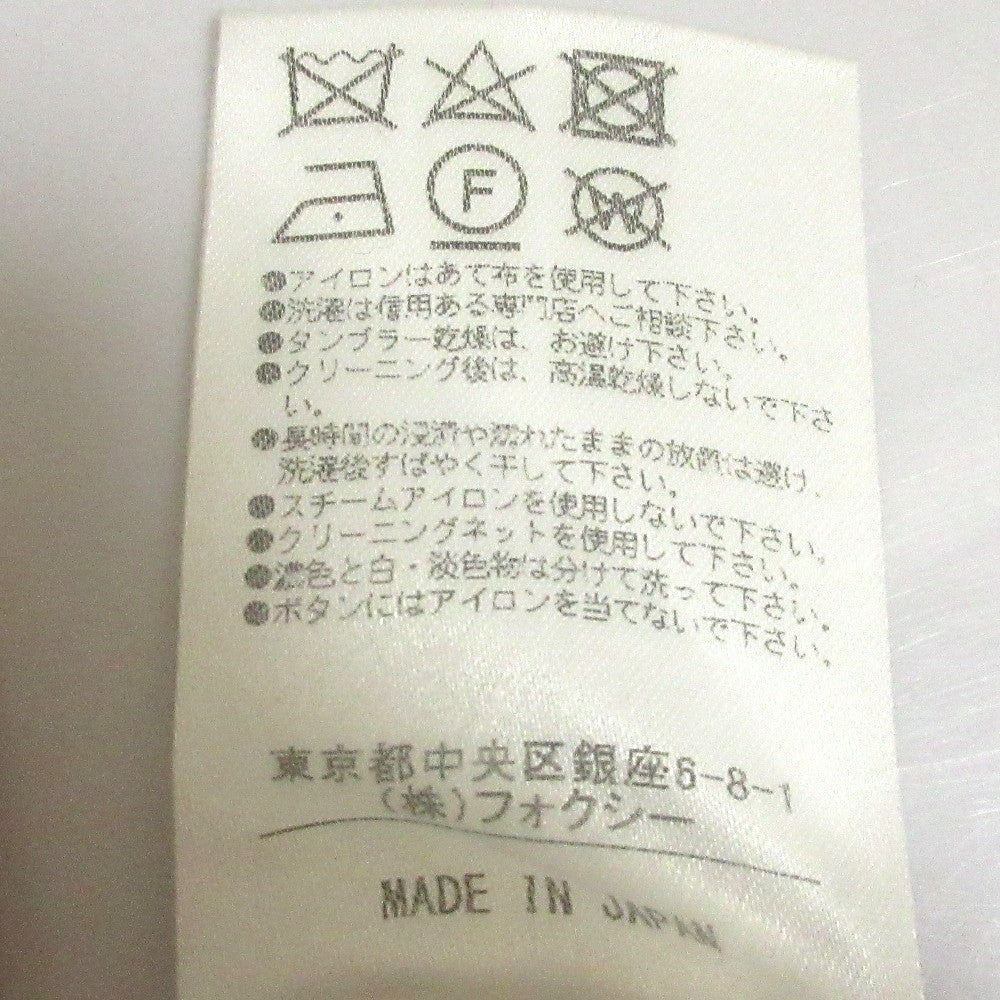 F
W
●アイロンはあて布を使用して下さい。
●洗濯は信用ある専門店へご相談下さい。
●タンブラー乾燥は、お避け下さい。
●クリーニング後は、高温乾燥しないで下さ
い。
●長時間の浸漬や濡れたままの放置は避け、
洗濯後すばやく干して下さい。
●スチームアイロンを使用しないで下さい。
●クリーニングネットを使用して下さい。
●濃色と白・淡色物は分けて洗って下さい。
●ボタンにはアイロンを当てないで下さい。
東京都中央区銀座6-8-1
(株)フォクシー
MADE IN JAPAN